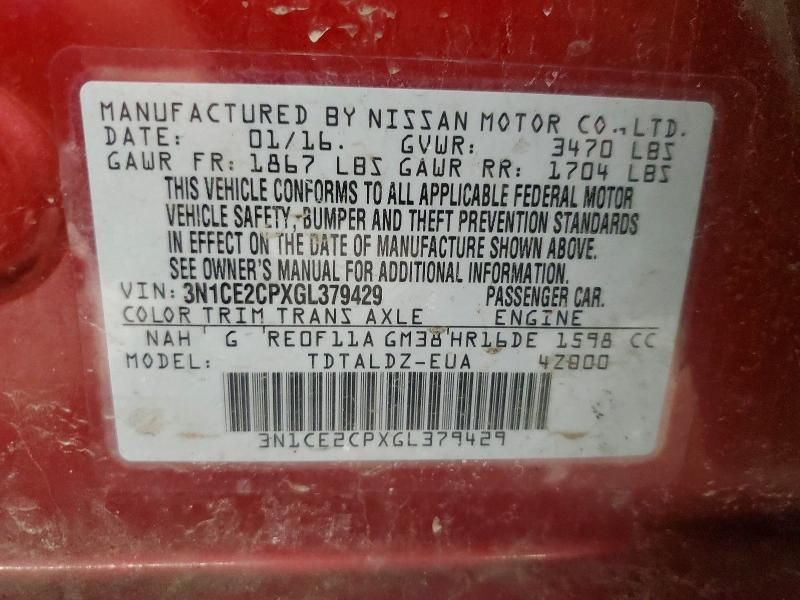 MANUFACTURED BY NISSAN MOTOR CO., LTD.
DATE: 01/16. GVWR: 3470 LBS
GAWR FR: 1867 LBS GAWR RR: 1704 LBS
THIS VEHICLE CONFORMS TO ALL APPLICABLE FEDERAL MOTOR
VEHICLE SAFETY, BUMPER AND THEFT PREVENTION STANDARDS
IN EFFECT ON THE DATE OF MANUFACTURE SHOWN ABOVE.
SEE OWNER'S MANUAL FOR ADDITIONAL INFORMATION.
VIN: 3N1CE2CPXGL379429 PASSENGER CAR.
COLOR TRIM TRANS AXLE ENGINE
NAH G RE0F11A GM38 HR16DE 1598 CC
MODEL: TDTALDZ-EUA 4Z800
3N1CE2CPXGL379429